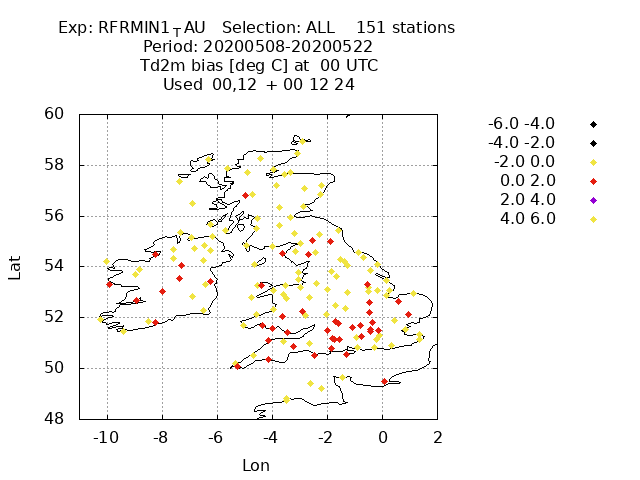 Exp: RFRMIN1_TAU Selection: ALL 151 stations
Period: 20200508-20200522
Td2m bias [deg C] at 00 UTC
Used 00,12 + 00 12 24
-6.0 -4.0
-4.0 -2.0
-2.0 0.0
0.0 2.0
2.0 4.0
4.0 6.0
60
58
56
54
52
50
48
Lat
-10 -8 -6 -4 -2 0 2
Lon